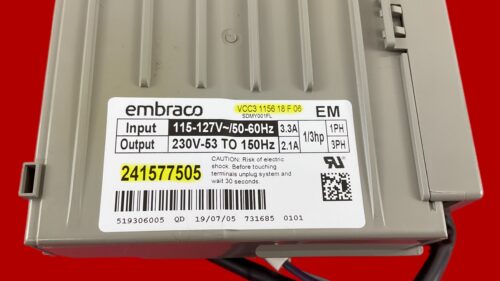 embraco VCC3 1156 18 F 06 EM
SDMY001FL
Input 115-127V~/50-60Hz 3.3A 1/3hp 1PH
Output 230V-53 TO 150Hz 2.1A 3PH
241577505
CAUTION: Risk of electric
shock. Before touching
terminals unplug system and
wait 30 seconds.
519306005 QD 19/07/05 731685 0101